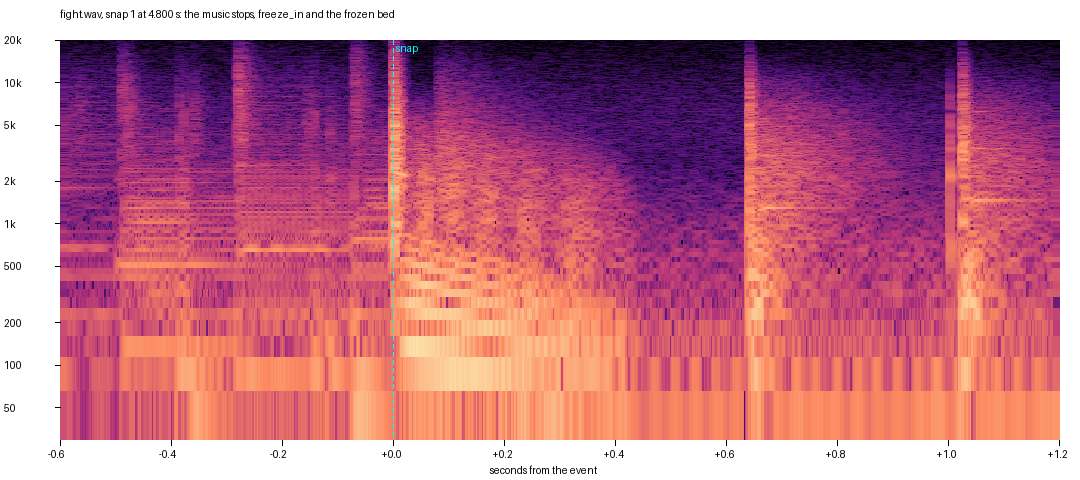 fight.wav, snap 1 at 4.800 s: the music stops, freeze_in and the frozen bed
snap
20k
10k
5k
2k
1k
500
200
100
50
-0.6
-0.4
-0.2
+0.0
+0.2
+0.4
+0.6
+0.8
+1.0
+1.2
seconds from the event